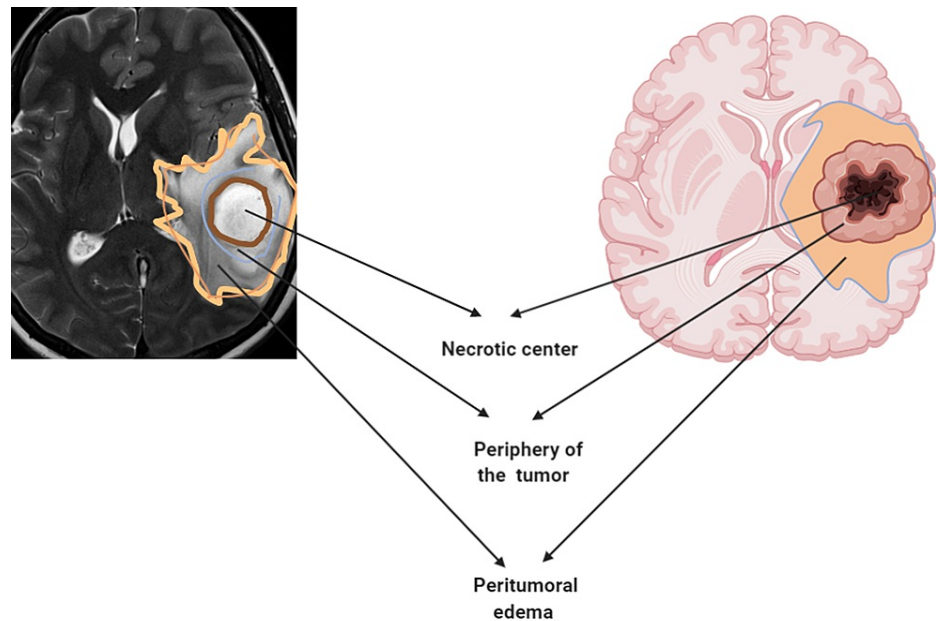 Necrotic center
Periphery of
the tumor
Peritumoral
edema